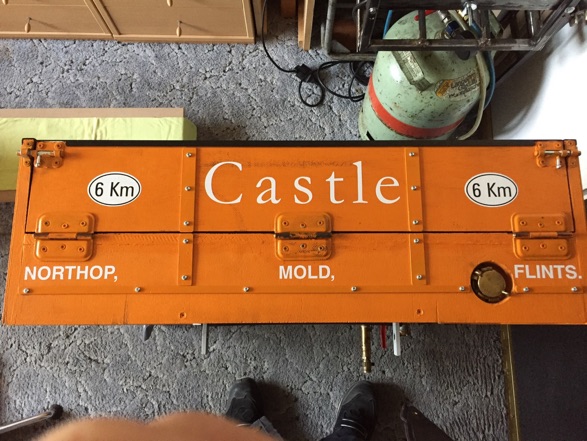 6 Km
Castle
6 Km
NORTHOP,
MOLD,
FLINTS.